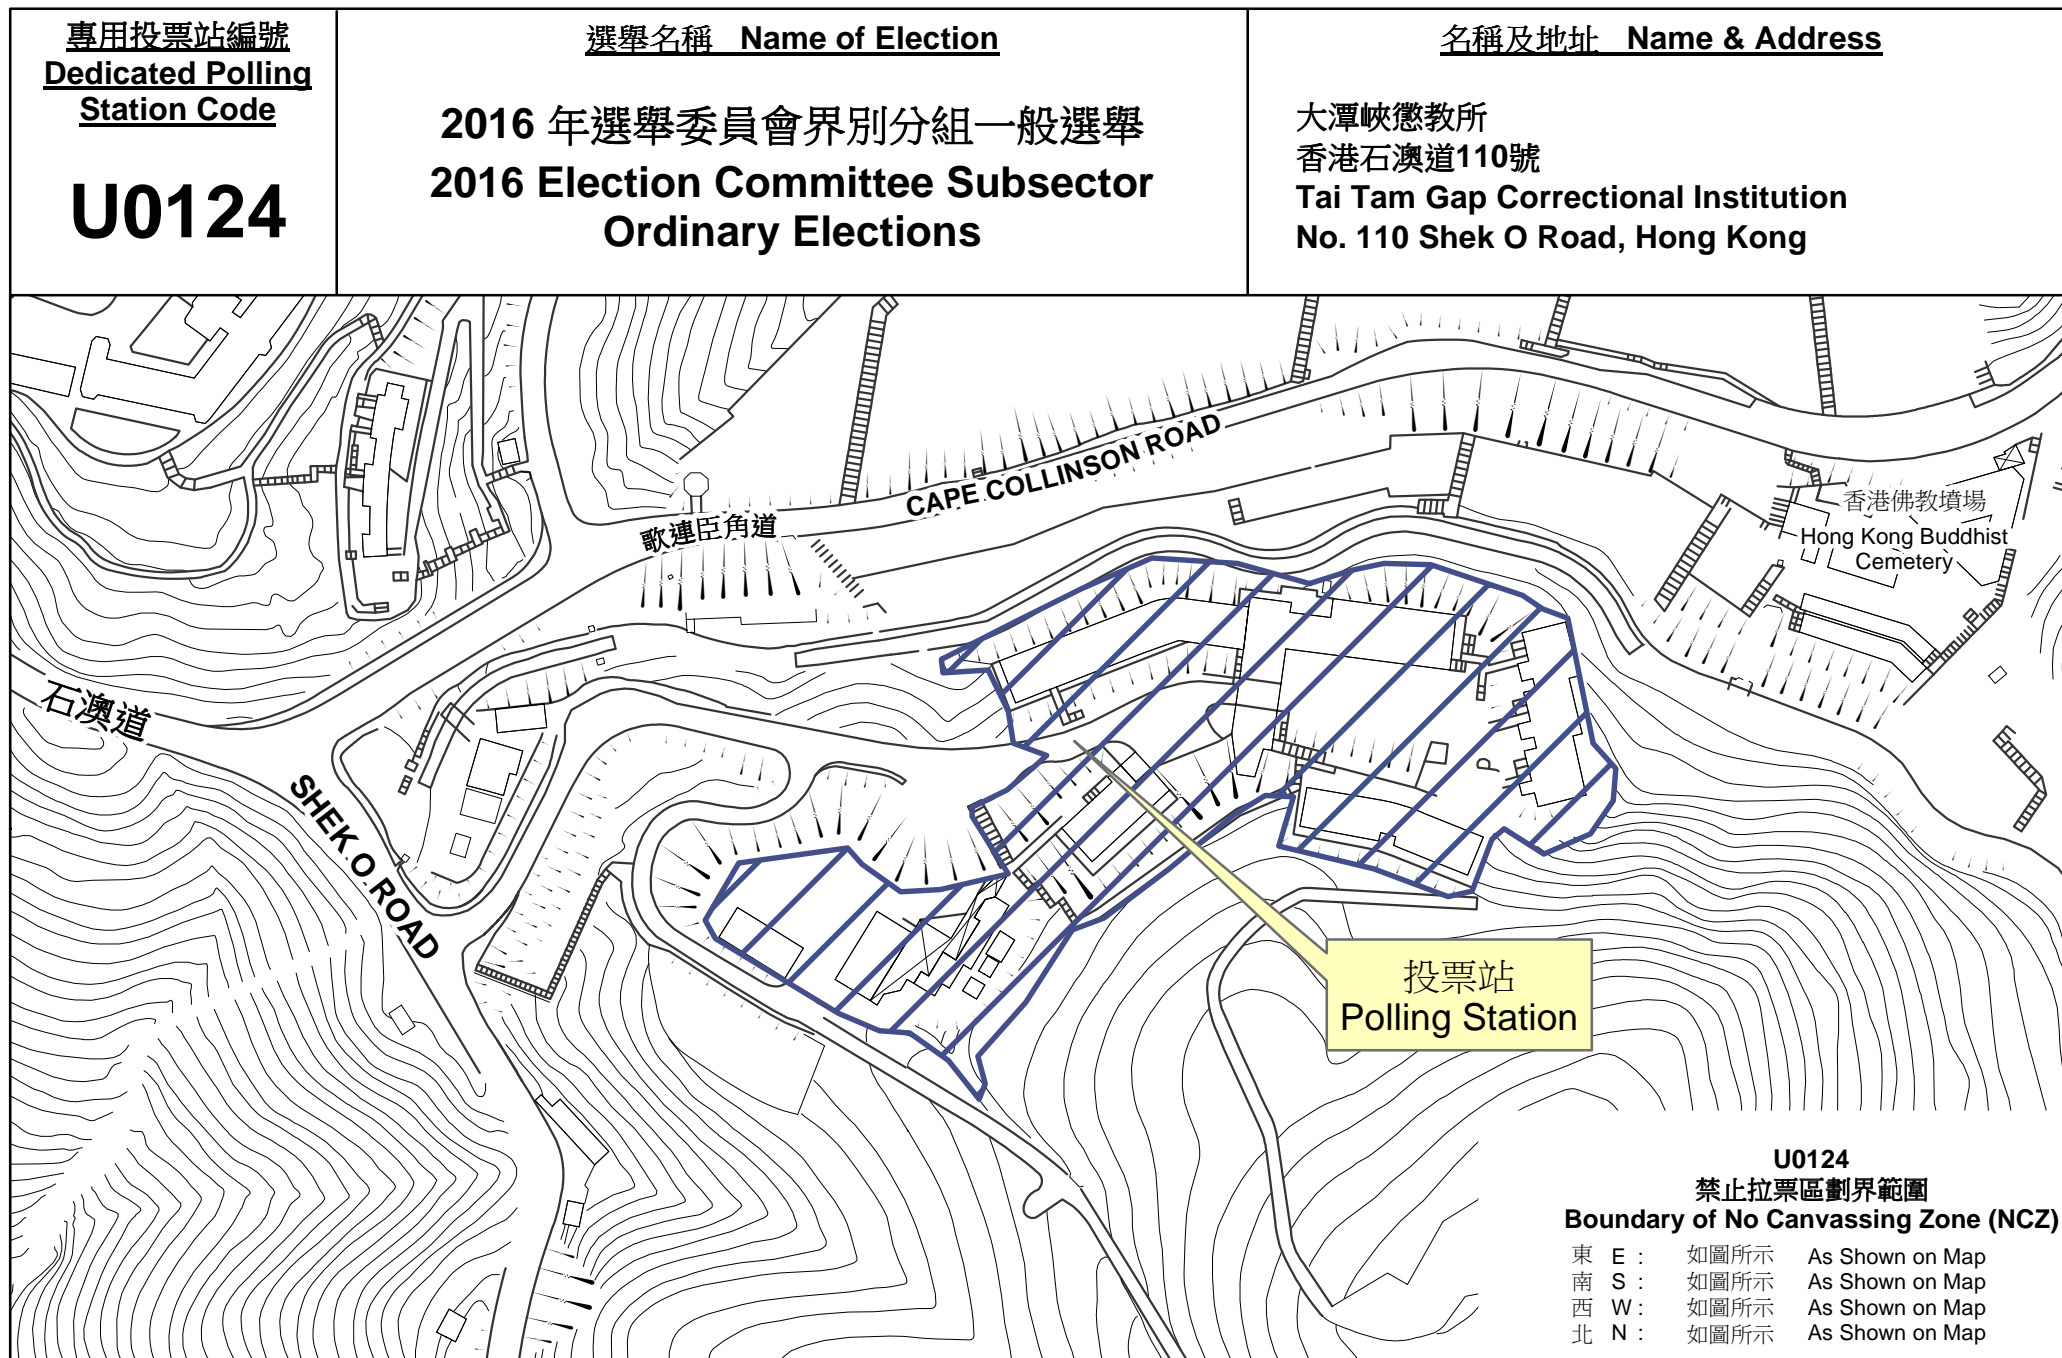 專用投票站編號
Dedicated Polling
Station Code
U0124
選舉名稱 Name of Election
2016 年選舉委員會界別分組一般選舉
2016 Election Committee Subsector
Ordinary Elections
名稱及地址 Name & Address
大潭峽懲教所
香港石澳道110號
Tai Tam Gap Correctional Institution
No. 110 Shek O Road, Hong Kong
CAPE COLLINSON ROAD
歌連臣角道
香港佛教墳場
Hong Kong Buddhist
Cemetery
石澳道
SHEK O ROAD
投票站
Polling Station
U0124
禁止拉票區劃界範圍
Boundary of No Canvassing Zone (NCZ)
東 E : 如圖所示 As Shown on Map
南 S : 如圖所示 As Shown on Map
西 W : 如圖所示 As Shown on Map
北 N : 如圖所示 As Shown on Map